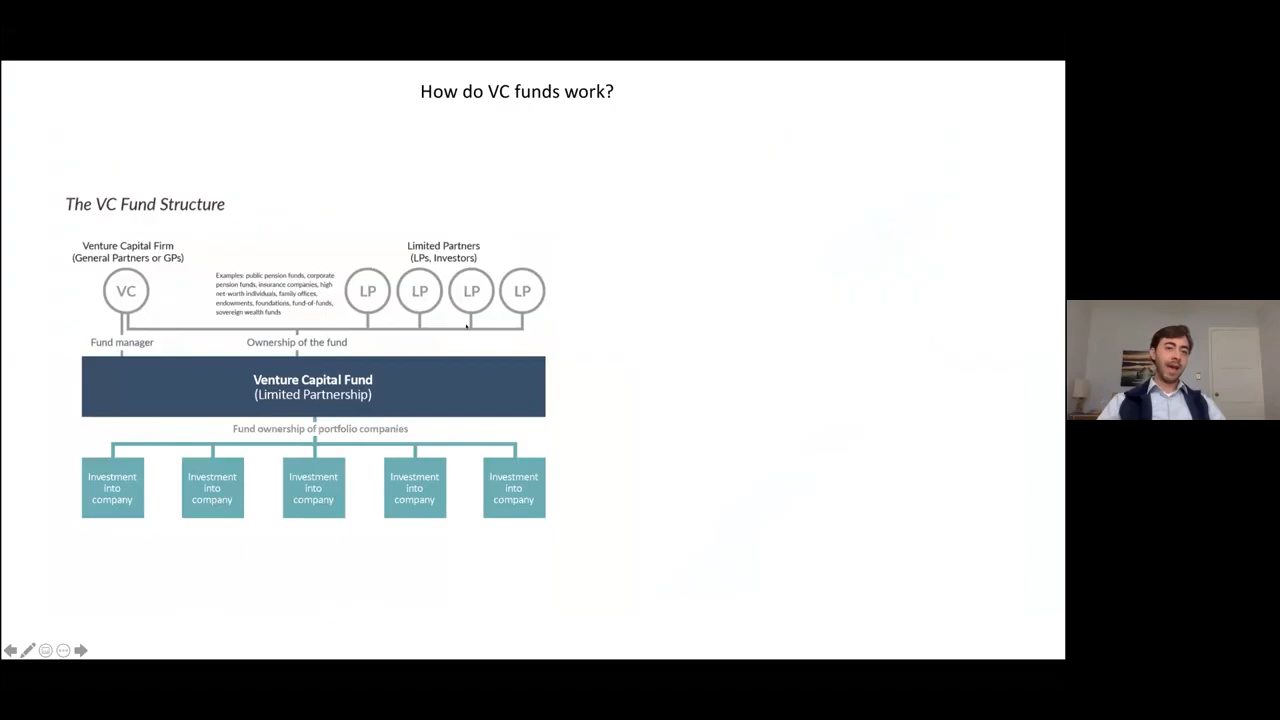 How do VC funds work?
The VC Fund Structure
Venture Capital Firm
(General Partners or GPs)
Limited Partners
(LPs, Investors)
VC
Examples: public pension funds, corporate
pension funds, insurance companies, high
net-worth individuals, family offices,
endowments, foundations, fund-of-funds,
sovereign wealth funds
LP
LP
LP
LP
Fund manager
Ownership of the fund
Venture Capital Fund
(Limited Partnership)
Fund ownership of portfolio companies
Investment
into
company
Investment
into
company
Investment
into
company
Investment
into
company
Investment
into
company